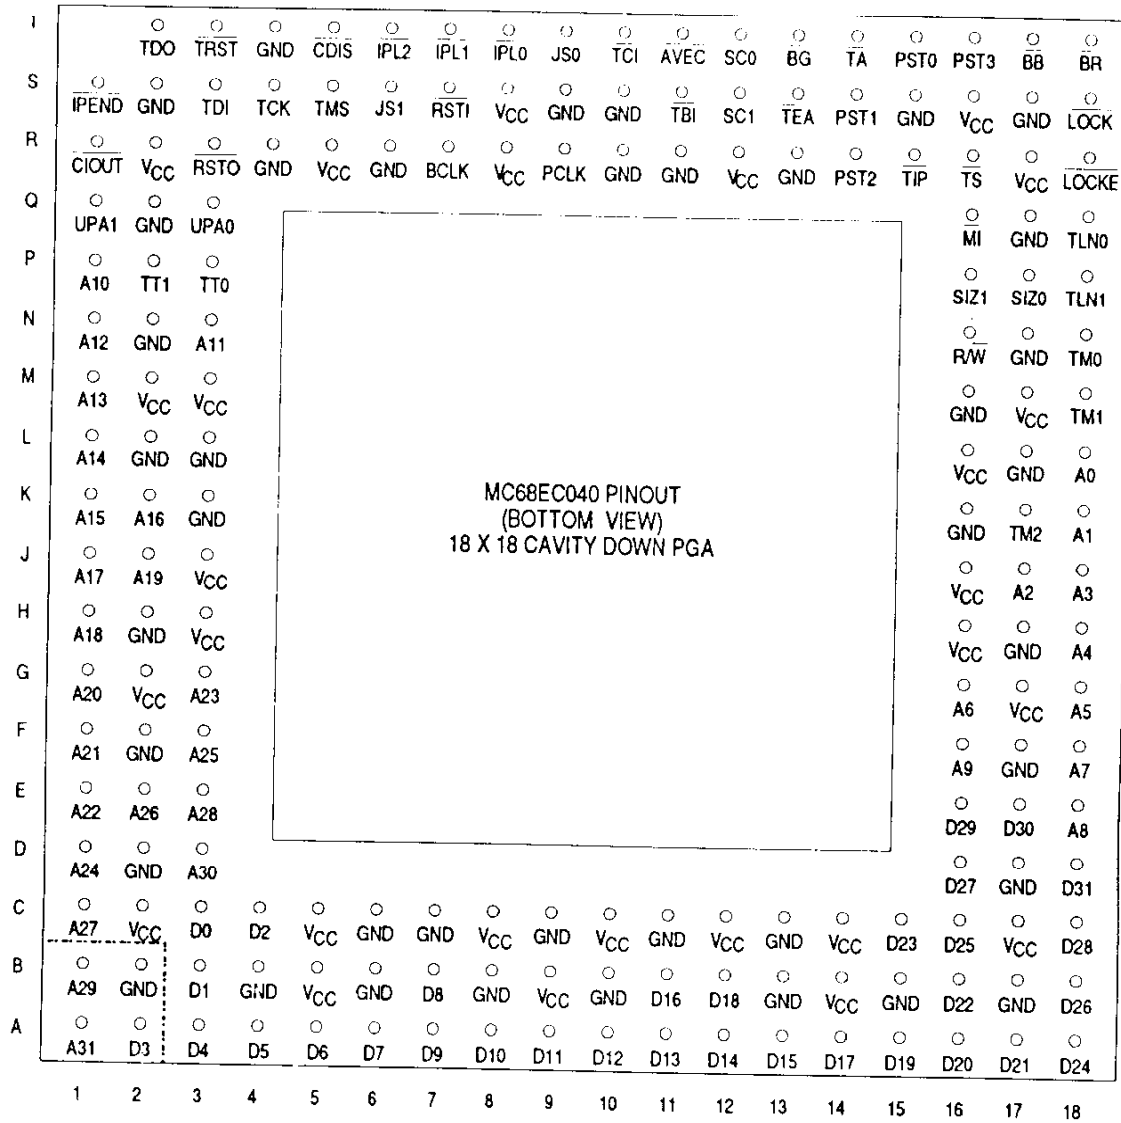 T
TDO TRST GND CDIS IPL2 IPL1 IPL0 JS0 TCI AVEC SC0 BG TA PST0 PST3 BB BR
S
IPEND GND TDI TCK TMS JS1 RSTI VCC GND GND TBI SC1 TEA PST1 GND VCC GND LOCK
R
CIOUT VCC RSTO GND VCC GND BCLK VCC PCLK GND GND VCC GND PST2 TIP TS VCC LOCKE
Q
UPA1 GND UPA0 MI GND TLN0
P
A10 TT1 TT0 SIZ1 SIZ0 TLN1
N
A12 GND A11 R/W GND TM0
M
A13 VCC VCC GND VCC TM1
L
A14 GND GND VCC GND A0
K
A15 A16 GND GND TM2 A1
MC68EC040 PINOUT
(BOTTOM VIEW)
18 X 18 CAVITY DOWN PGA
J
A17 A19 VCC VCC A2 A3
H
A18 GND VCC VCC GND A4
G
A20 VCC A23 A6 VCC A5
F
A21 GND A25 A9 GND A7
E
A22 A26 A28 D29 D30 A8
D
A24 GND A30 D27 GND D31
C
A27 VCC D0 D2 VCC GND GND VCC GND VCC GND VCC GND VCC D23 D25 VCC D28
B
A29 GND D1 GND VCC GND D8 GND VCC GND D16 D18 GND VCC GND D22 GND D26
A
A31 D3 D4 D5 D6 D7 D9 D10 D11 D12 D13 D14 D15 D17 D19 D20 D21 D24
1 2 3 4 5 6 7 8 9 10 11 12 13 14 15 16 17 18